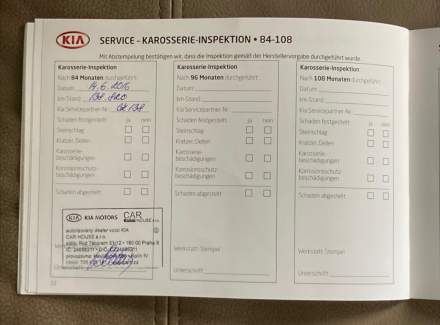 KIA SERVICE - KAROSSERIE-INSPEKTION • 84-108
Mit Abstempelung bestätigen wir, dass die Inspektion gemäß der Herstellervorgabe durchgeführt wurde.
Karosserie-Inspektion
Nach 84 Monaten durchgeführt
Datum: 14.6.2016
km-Stand:
Kia Servicepartner-Nr.:
Schäden festgestellt ja nein
Steinschlag
Kratzer, Dellen
Karosserie-
beschädigungen
Korrosionsschutz-
beschädigungen
Schäden abgestellt
KIA KIA MOTORS CAR
HOUSE s.r.o.
autorizovaný dealer vozů KIA
CAR HOUSE s.r.o.
Karosserie-Inspektion
Nach 96 Monaten durchgeführt
Datum:
km-Stand:
Kia Servicepartner-Nr.:
Schäden festgestellt ja nein
Steinschlag
Kratzer, Dellen
Karosserie-
beschädigungen
Korrosionsschutz-
beschädigungen
Schäden abgestellt
Werkstatt-Stempel
Unterschrift
Karosserie-Inspektion
Nach 108 Monaten durchgeführt
Datum:
km-Stand:
Kia Servicepartner-Nr.:
Schäden festgestellt ja nein
Steinschlag
Kratzer, Dellen
Karosserie-
beschädigungen
Korrosionsschutz-
beschädigungen
Schäden abgestellt
Werkstatt-Stempel
Unterschrift